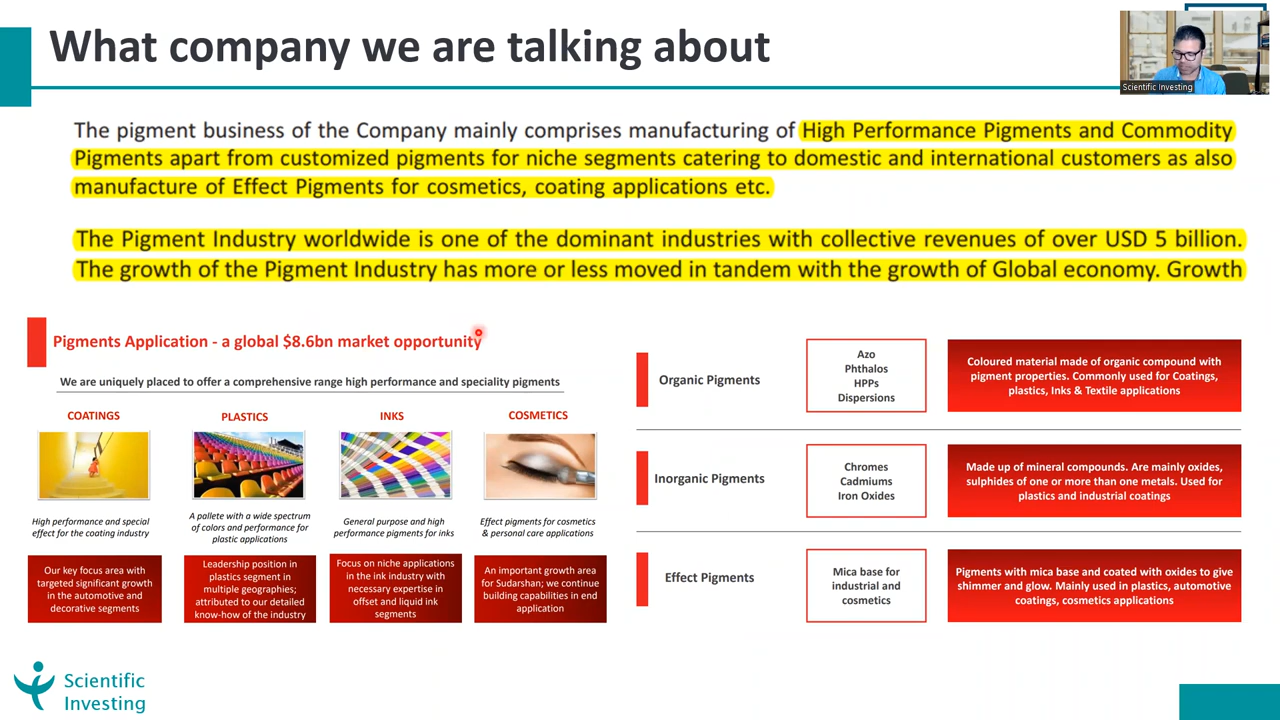 What company we are talking about
Scientific Investing
The pigment business of the Company mainly comprises manufacturing of High Performance Pigments and Commodity
Pigments apart from customized pigments for niche segments catering to domestic and international customers as also
manufacture of Effect Pigments for cosmetics, coating applications etc.
The Pigment Industry worldwide is one of the dominant industries with collective revenues of over USD 5 billion.
The growth of the Pigment Industry has more or less moved in tandem with the growth of Global economy. Growth
Pigments Application - a global $8.6bn market opportunity
We are uniquely placed to offer a comprehensive range high performance and speciality pigments
COATINGS
High performance and special
effect for the coating industry
Our key focus area with
targeted significant growth
in the automotive and
decorative segments
PLASTICS
A pallete with a wide spectrum
of colors and performance for
plastic applications
Leadership position in
plastics segment in
multiple geographies;
attributed to our detailed
know-how of the industry
INKS
General purpose and high
performance pigments for inks
Focus on niche applications
in the ink industry with
necessary expertise in
offset and liquid ink
segments
COSMETICS
Effect pigments for cosmetics
& personal care applications
An important growth area
for Sudarshan; we continue
building capabilities in end
application
Organic Pigments
Azo
Phthalos
HPPs
Dispersions
Coloured material made of organic compound with
pigment properties. Commonly used for Coatings,
plastics, Inks & Textile applications
Inorganic Pigments
Chromes
Cadmiums
Iron Oxides
Made up of mineral compounds. Are mainly oxides,
sulphides of one or more than one metals. Used for
plastics and industrial coatings
Effect Pigments
Mica base for
industrial and
cosmetics
Pigments with mica base and coated with oxides to give
shimmer and glow. Mainly used in plastics, automotive
coatings, cosmetics applications
Scientific
Investing